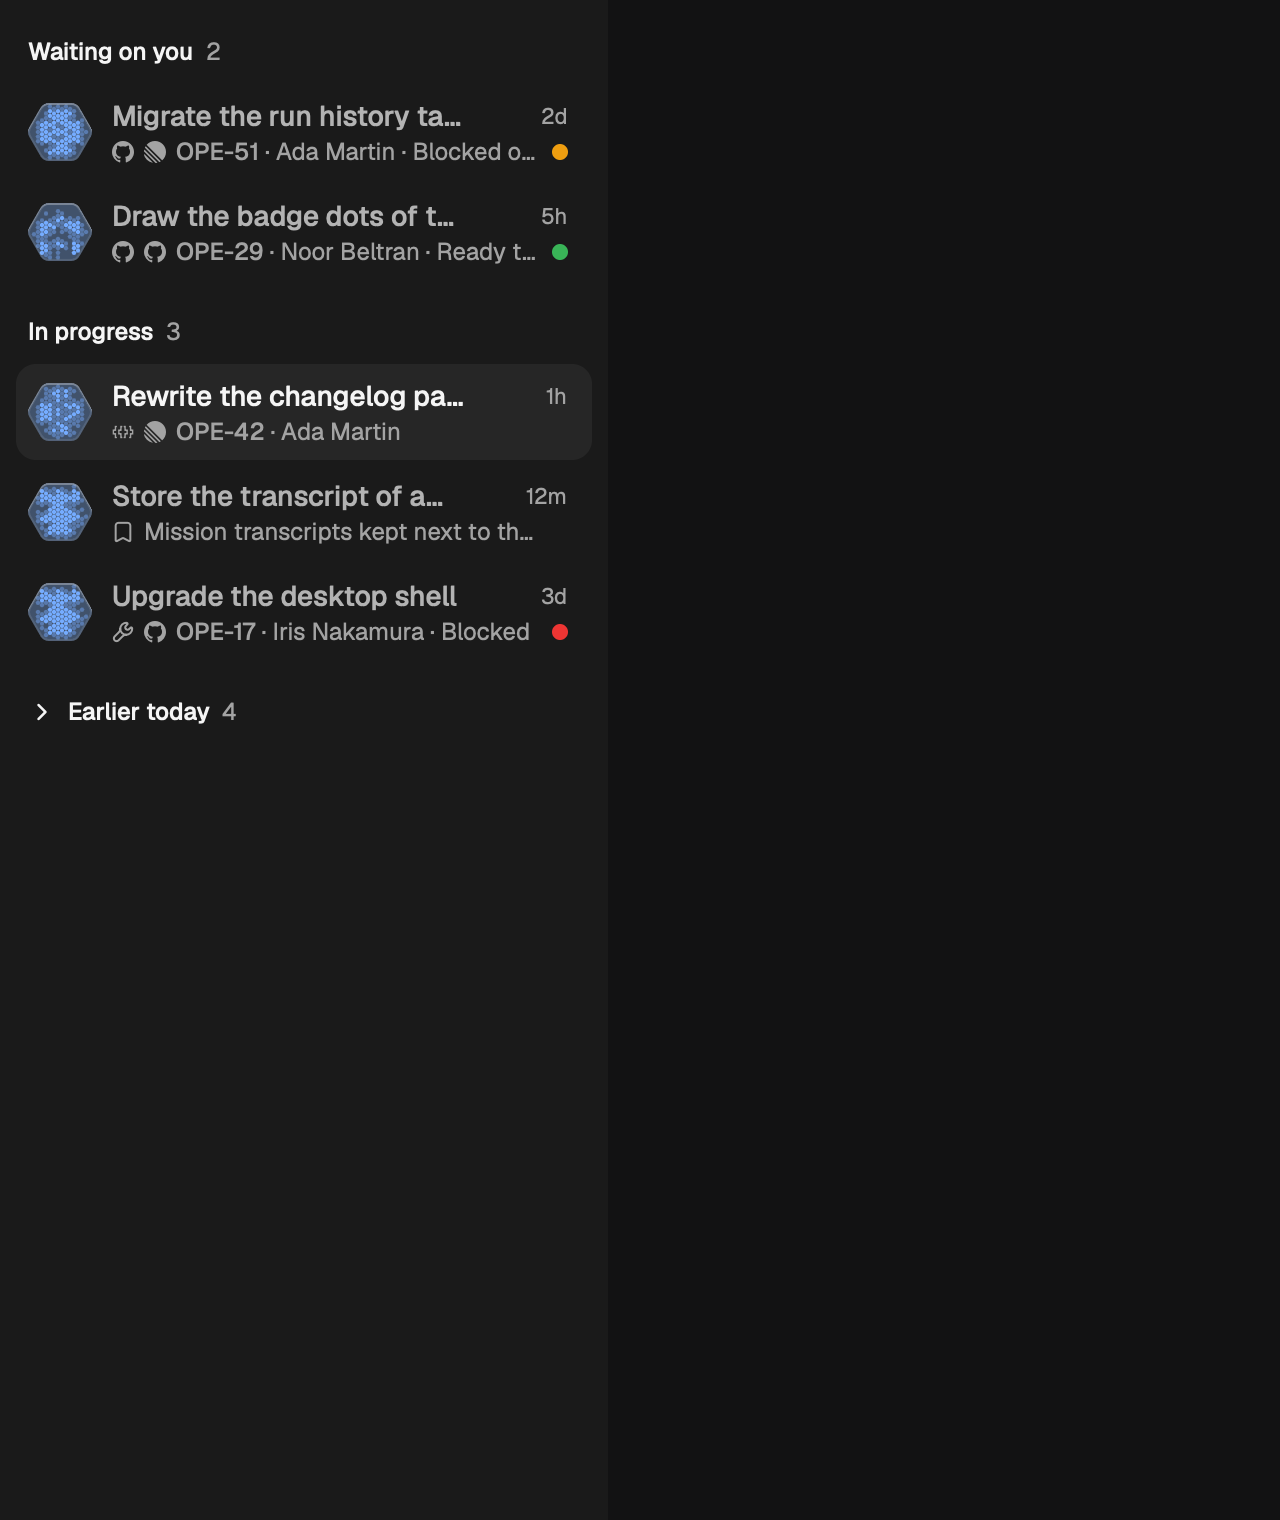 Waiting on you 2
Migrate the run history ta... 2d
OPE-51 · Ada Martin · Blocked o...
Draw the badge dots of t... 5h
OPE-29 · Noor Beltran · Ready t...
In progress 3
Rewrite the changelog pa... 1h
OPE-42 · Ada Martin
Store the transcript of a... 12m
Mission transcripts kept next to th...
Upgrade the desktop shell 3d
OPE-17 · Iris Nakamura · Blocked
Earlier today 4